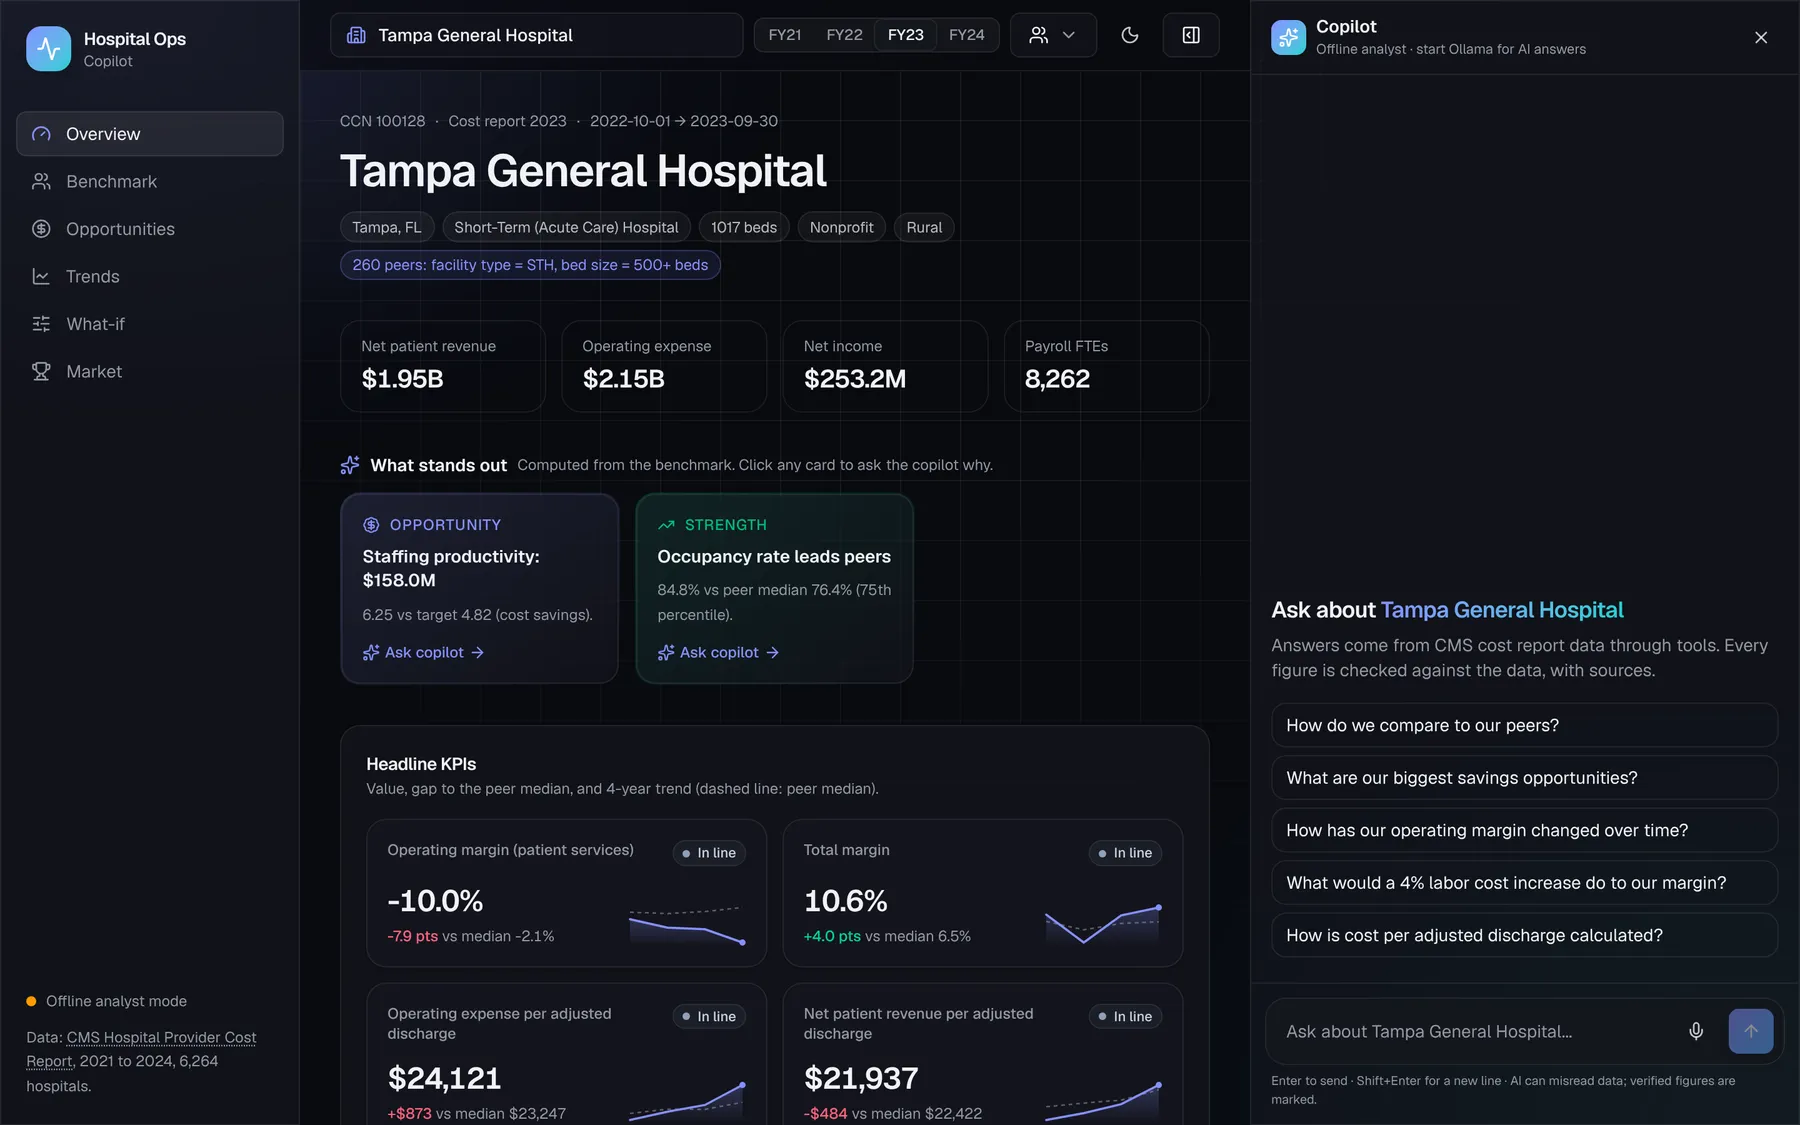 Hospital Ops
Copilot
Overview
Benchmark
Opportunities
Trends
What-if
Market
Offline analyst mode
Data: CMS Hospital Provider Cost
Report, 2021 to 2024, 6,264
hospitals.
Tampa General Hospital
FY21
FY22
FY23
FY24
CCN 100128 · Cost report 2023 · 2022-10-01 → 2023-09-30
Tampa General Hospital
Tampa, FL
Short-Term (Acute Care) Hospital
1017 beds
Nonprofit
Rural
260 peers: facility type = STH, bed size = 500+ beds
Net patient revenue
$1.95B
Operating expense
$2.15B
Net income
$253.2M
Payroll FTEs
8,262
What stands out
Computed from the benchmark. Click any card to ask the copilot why.
OPPORTUNITY
Staffing productivity:
$158.0M
6.25 vs target 4.82 (cost savings).
Ask copilot →
STRENGTH
Occupancy rate leads peers
84.8% vs peer median 76.4% (75th
percentile).
Ask copilot →
Headline KPIs
Value, gap to the peer median, and 4-year trend (dashed line: peer median).
Operating margin (patient services)
In line
-10.0%
-7.9 pts vs median -2.1%
Total margin
In line
10.6%
+4.0 pts vs median 6.5%
Operating expense per adjusted
discharge
In line
$24,121
+$873 vs median $23,247
Net patient revenue per adjusted
discharge
In line
$21,937
-$484 vs median $22,422
Copilot
Offline analyst · start Ollama for AI answers
Ask about Tampa General Hospital
Answers come from CMS cost report data through tools. Every
figure is checked against the data, with sources.
How do we compare to our peers?
What are our biggest savings opportunities?
How has our operating margin changed over time?
What would a 4% labor cost increase do to our margin?
How is cost per adjusted discharge calculated?
Ask about Tampa General Hospital...
Enter to send · Shift+Enter for a new line · AI can misread data; verified figures are
marked.